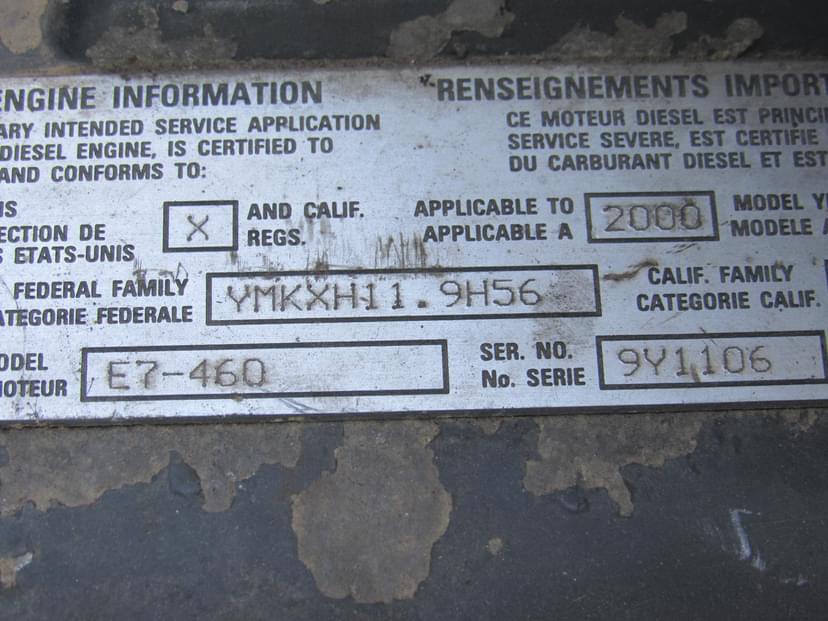 ENGINE INFORMATION
ARY INTENDED SERVICE APPLICATION
DIESEL ENGINE, IS CERTIFIED TO
AND CONFORMS TO:
RENSEIGNEMENTS IMPORT
CE MOTEUR DIESEL EST PRINCI
SERVICE SEVERE, EST CERTIFIE
DU CARBURANT DIESEL ET EST
IS
ECTION DE
S ETATS-UNIS
X
AND CALIF.
REGS.
APPLICABLE TO
APPLICABLE A
2000
MODEL YE
MODELE A
FEDERAL FAMILY
ATEGORIE FEDERALE
YMKXH11.9H56
CALIF. FAMILY
CATEGORIE CALIF.
ODEL
MOTEUR
E7-460
SER. NO.
No. SERIE
9Y1106